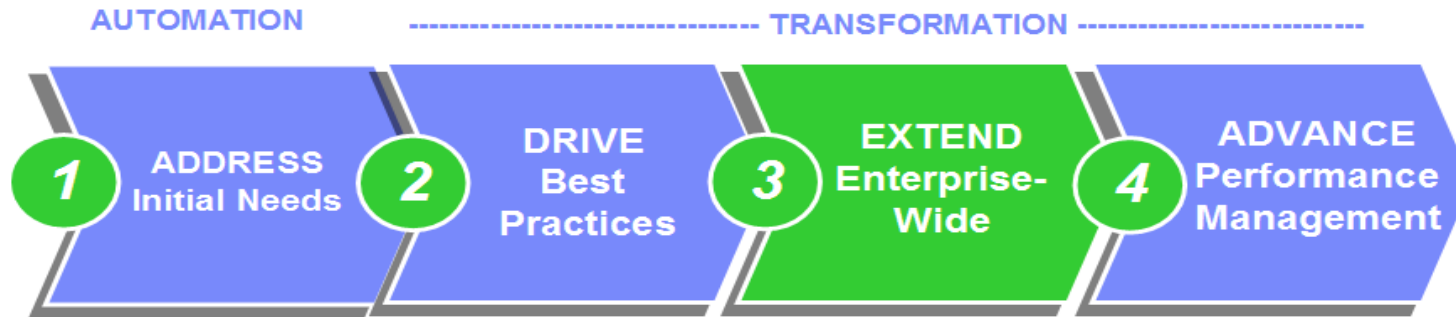 AUTOMATION
------------------------------- TRANSFORMATION --------------------------
1
ADDRESS
Initial Needs
2
DRIVE
Best
Practices
3
EXTEND
Enterprise-
Wide
4
ADVANCE
Performance
Management